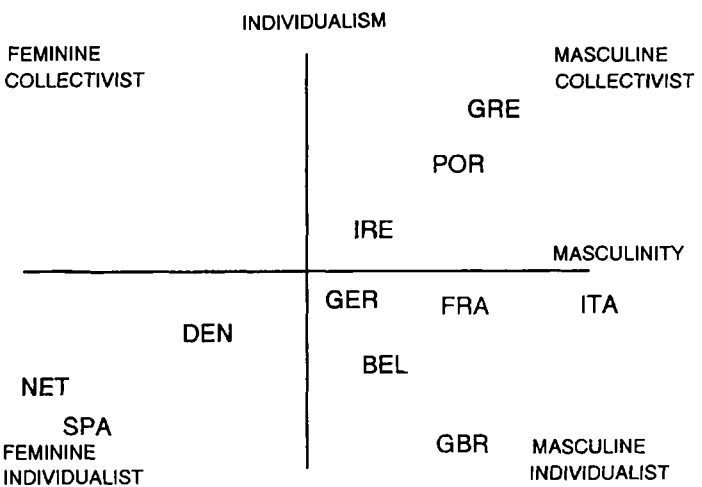 INDIVIDUALISM
FEMININE
COLLECTIVIST
MASCULINE
COLLECTIVIST
GRE
POR
IRE
MASCULINITY
GER
FRA
ITA
DEN
BEL
NET
SPA
GBR
FEMININE
INDIVIDUALIST
MASCULINE
INDIVIDUALIST